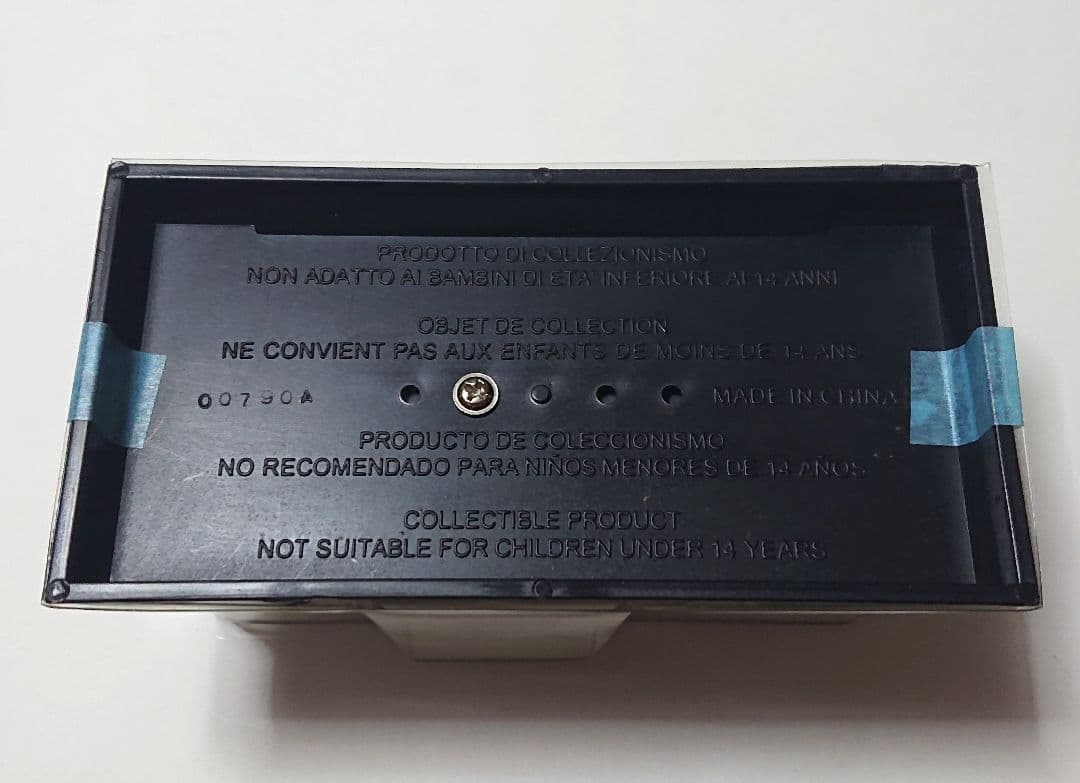 PRODOTTO DI COLLEZIONISMO
NON ADATTO AI BAMBINI DI ETA INFERIORE AI 14 ANNI
OBJET DE COLLECTION
NE CONVIENT PAS AUX ENFANTS DE MOINS DE 14 ANS
00790A MADE IN CHINA
PRODUCTO DE COLECCIONISMO
NO RECOMENDADO PARA NIÑOS MENORES DE 14 AÑOS
COLLECTIBLE PRODUCT
NOT SUITABLE FOR CHILDREN UNDER 14 YEARS